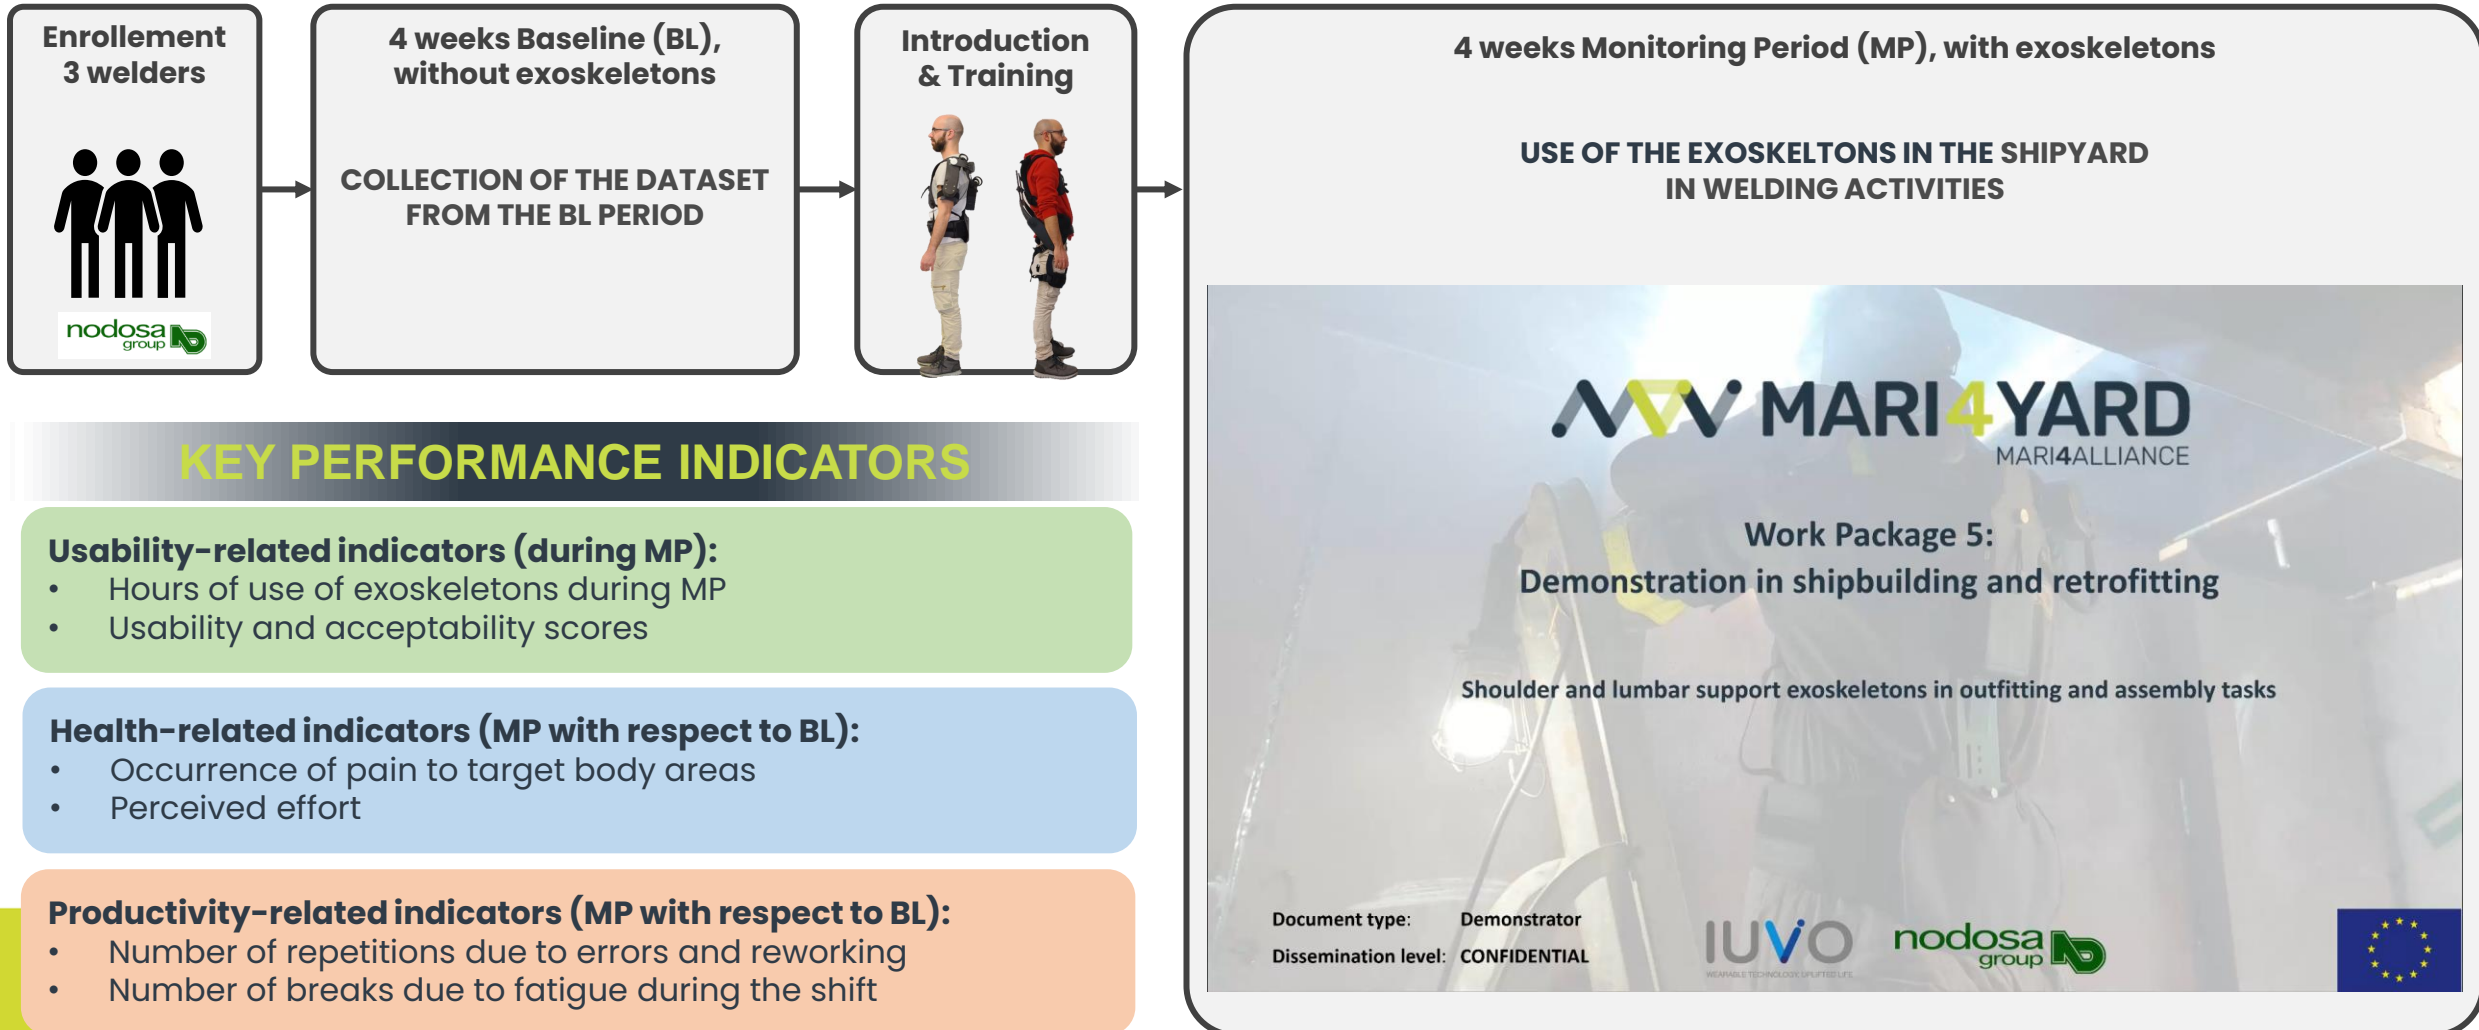 Enrollement
3 welders
nodosa
group
4 weeks Baseline (BL),
without exoskeletons
COLLECTION OF THE DATASET
FROM THE BL PERIOD
Introduction
& Training
4 weeks Monitoring Period (MP), with exoskeletons
USE OF THE EXOSKELTONS IN THE SHIPYARD
IN WELDING ACTIVITIES
KEY PERFORMANCE INDICATORS
Usability-related indicators (during MP):
• Hours of use of exoskeletons during MP
• Usability and acceptability scores
Health-related indicators (MP with respect to BL):
• Occurrence of pain to target body areas
• Perceived effort
Productivity-related indicators (MP with respect to BL):
• Number of repetitions due to errors and reworking
• Number of breaks due to fatigue during the shift
MARI4YARD
MARI4ALLIANCE
Work Package 5:
Demonstration in shipbuilding and retrofitting
Shoulder and lumbar support exoskeletons in outfitting and assembly tasks
Document type: Demonstrator
Dissemination level: CONFIDENTIAL
IUVO
WEARABLE TECHNOLOGY, UPLIFTED LIFE
nodosa
group